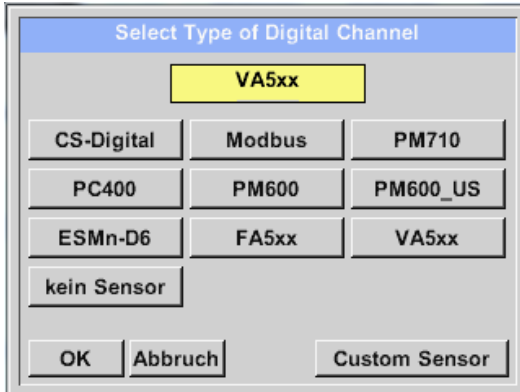 Select Type of Digital Channel
VA5xx
CS-Digital Modbus PM710
PC400 PM600 PM600_US
ESMn-D6 FA5xx VA5xx
kein Sensor
OK Abbruch Custom Sensor